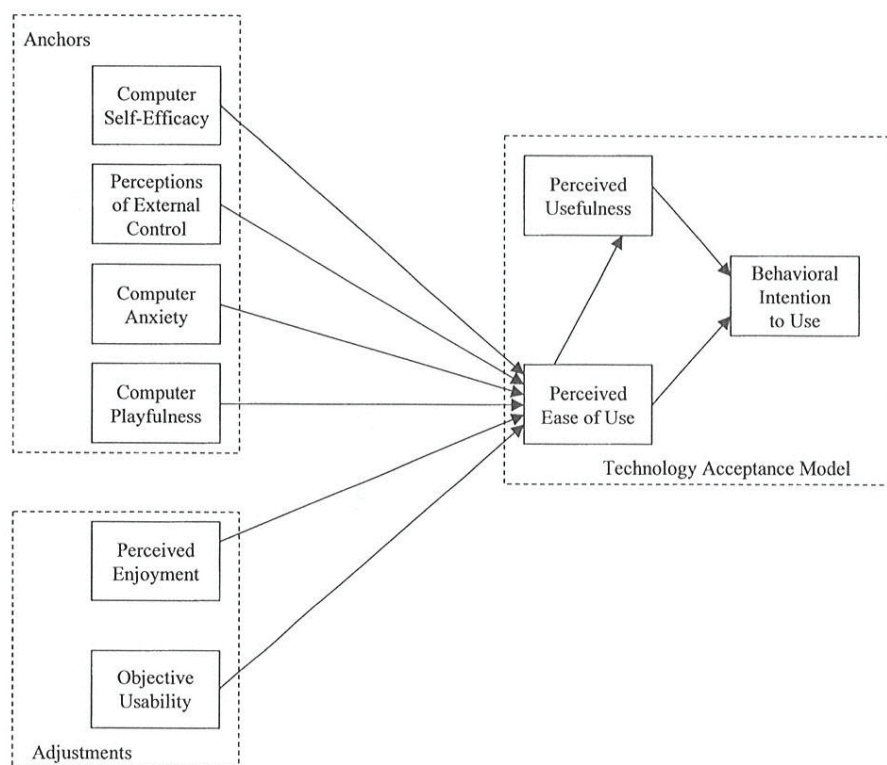 Anchors
Computer
Self-Efficacy
Perceptions
of External
Control
Computer
Anxiety
Computer
Playfulness
Perceived
Usefulness
Behavioral
Intention
to Use
Perceived
Ease of Use
Technology Acceptance Model
Perceived
Enjoyment
Objective
Usability
Adjustments